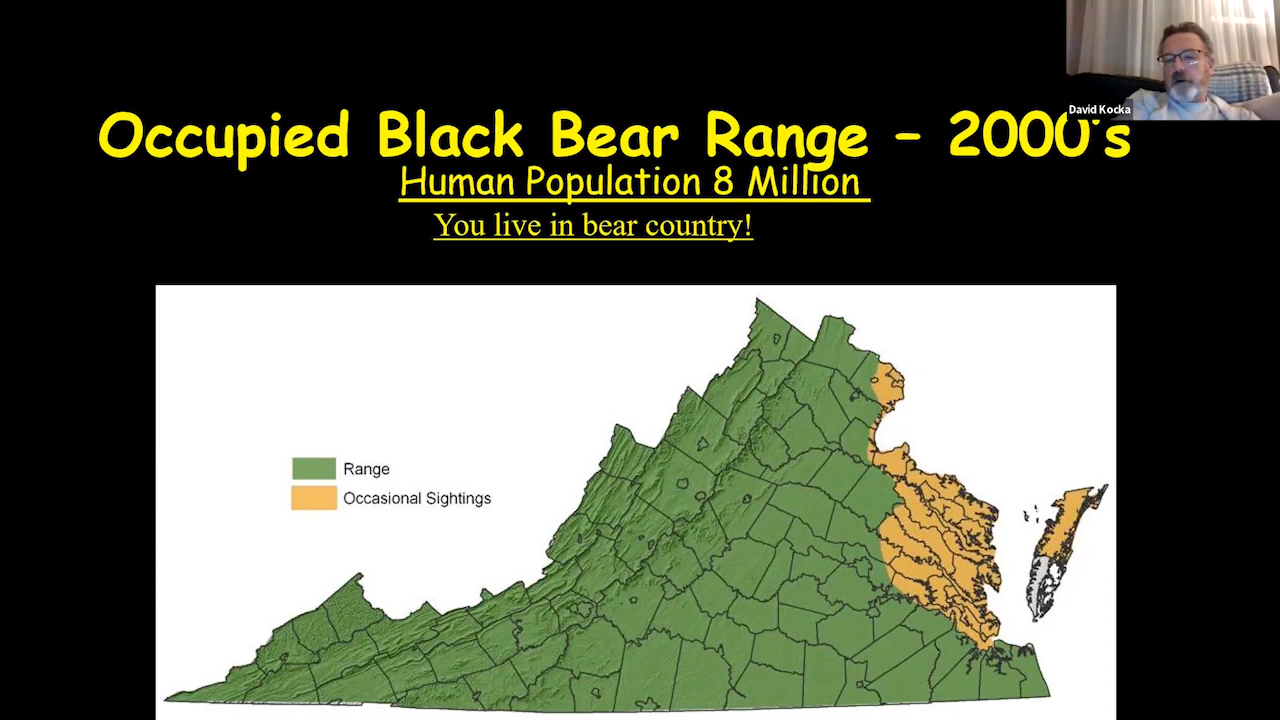 David Kocka
Occupied Black Bear Range – 2000's
Human Population 8 Million
You live in bear country!
Range
Occasional Sightings